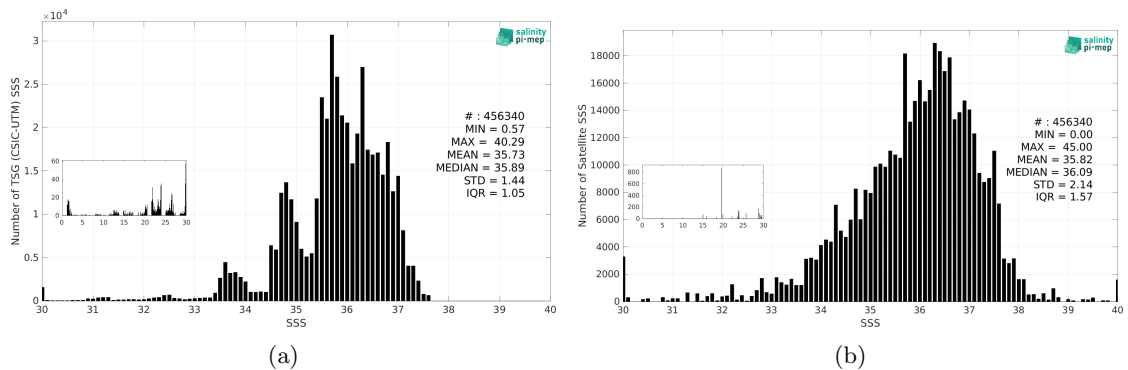 ×10⁴
3
2.5
2
1.5
1
0.5
0
30 31 32 33 34 35 36 37 38 39 40
SSS
Number of TSG (CSIC-UTM) SSS
salinity
pi-mep
# : 456340
MIN = 0.57
MAX = 40.29
MEAN = 35.73
MEDIAN = 35.89
STD = 1.44
IQR = 1.05
60
40
20
0
0 5 10 15 20 25 30
(a)
18000
16000
14000
12000
10000
8000
6000
4000
2000
0
30 31 32 33 34 35 36 37 38 39 40
SSS
Number of Satellite SSS
salinity
pi-mep
# : 456340
MIN = 0.00
MAX = 45.00
MEAN = 35.82
MEDIAN = 36.09
STD = 2.14
IQR = 1.57
800
600
400
200
0
0 5 10 15 20 25 30
(b)